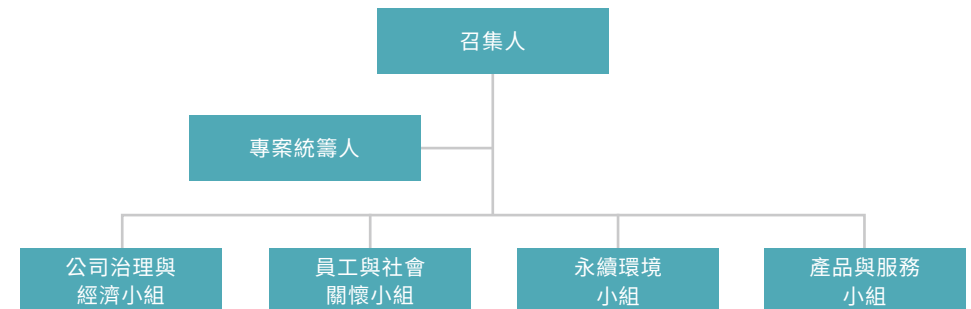 召集人
專案統籌人
公司治理與
經濟小組
員工與社會
關懷小組
永續環境
小組
產品與服務
小組